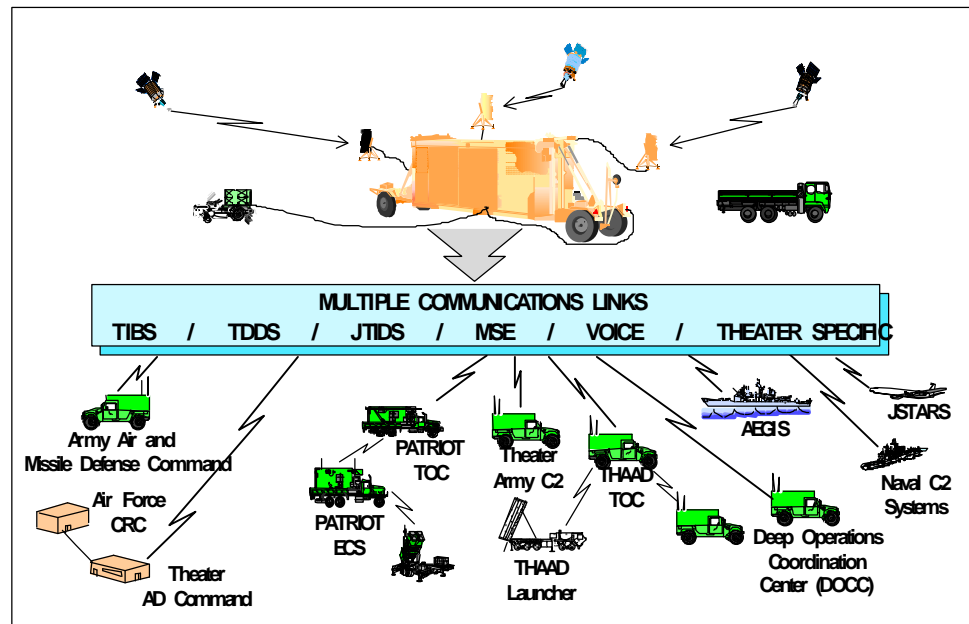 MULTIPLE COMMUNICATIONS LINKS
TIBS / TDDS / JTIDS / MSE / VOICE / THEATER SPECIFIC
Army Air and
Missile Defense Command
Air Force
CRC
Theater
AD Command
PATRIOT
TOC
PATRIOT
ECS
Theater
Army C2
THAAD
Launcher
THAAD
TOC
AEGIS
Deep Operations
Coordination
Center (DOCC)
JSTARS
Naval C2
Systems